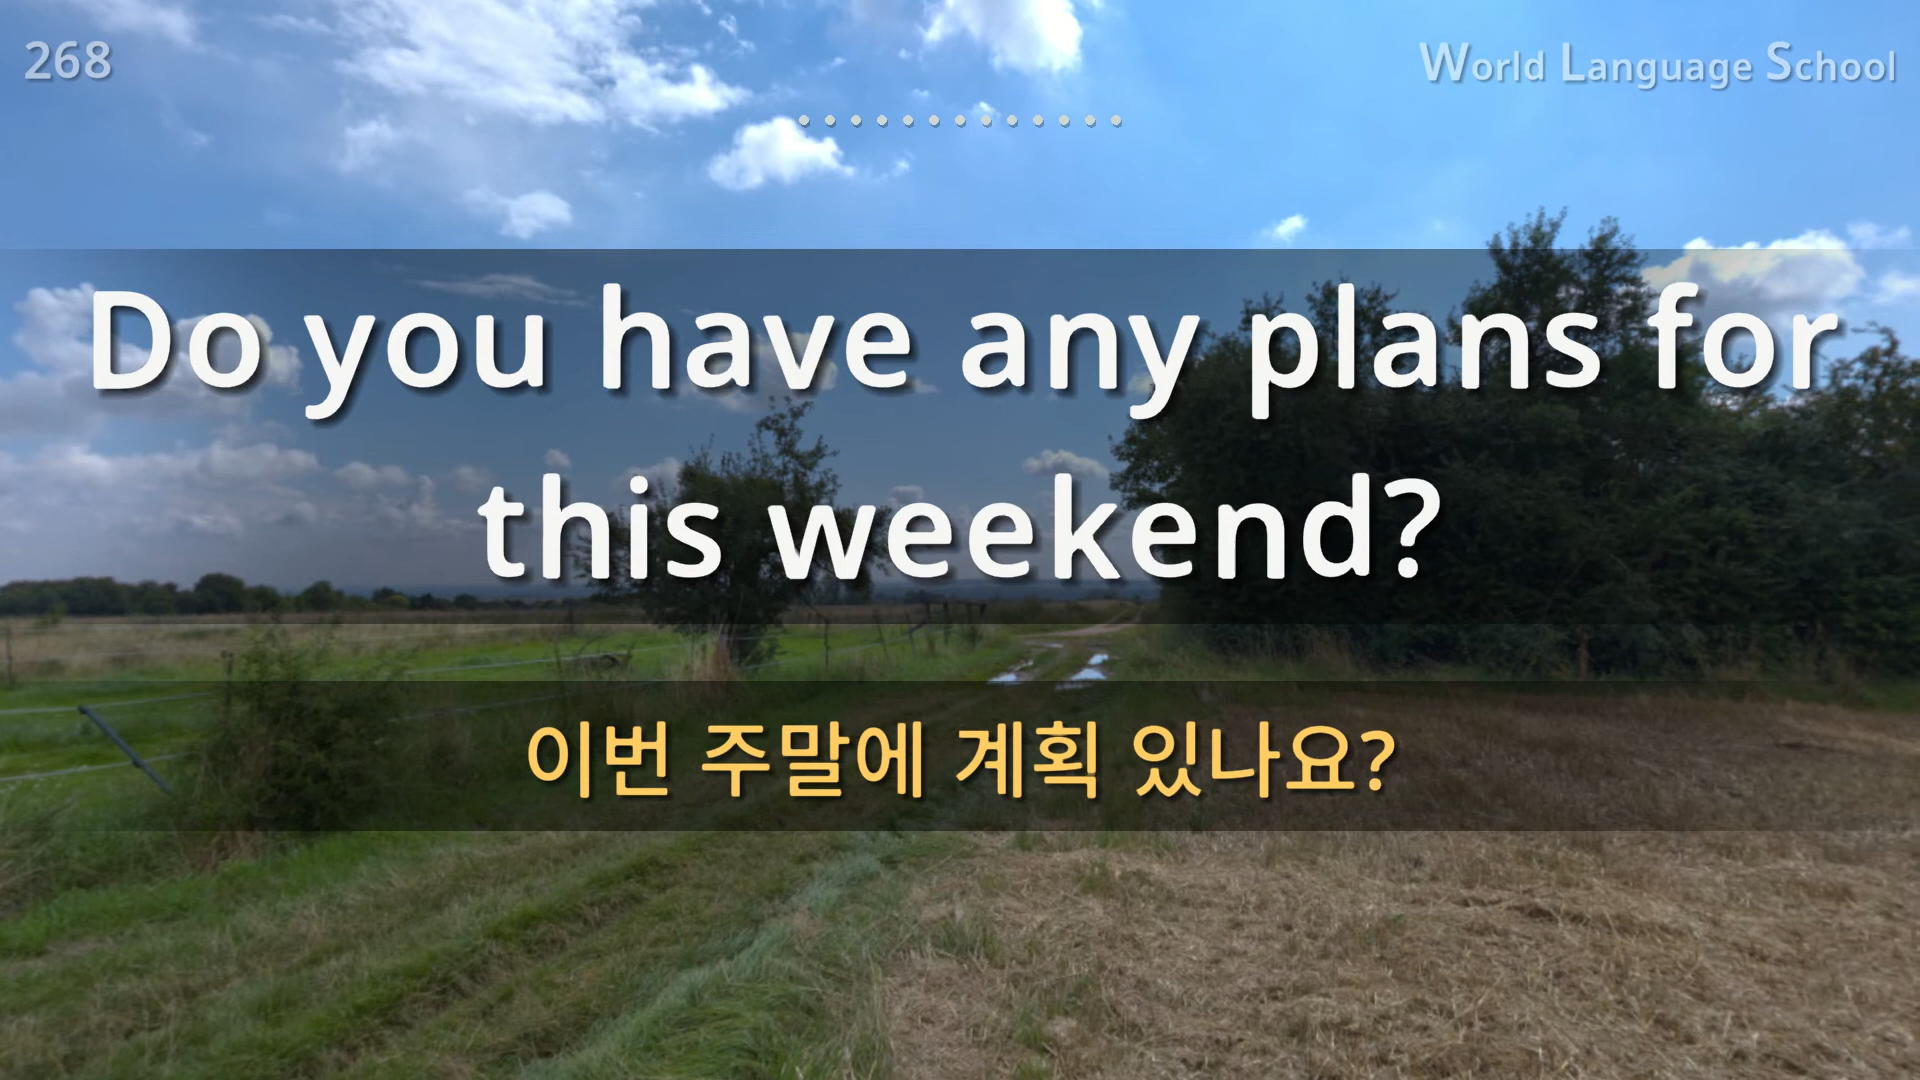 268
World Language School
Do you have any plans for
this weekend?
이번 주말에 계획 있나요?